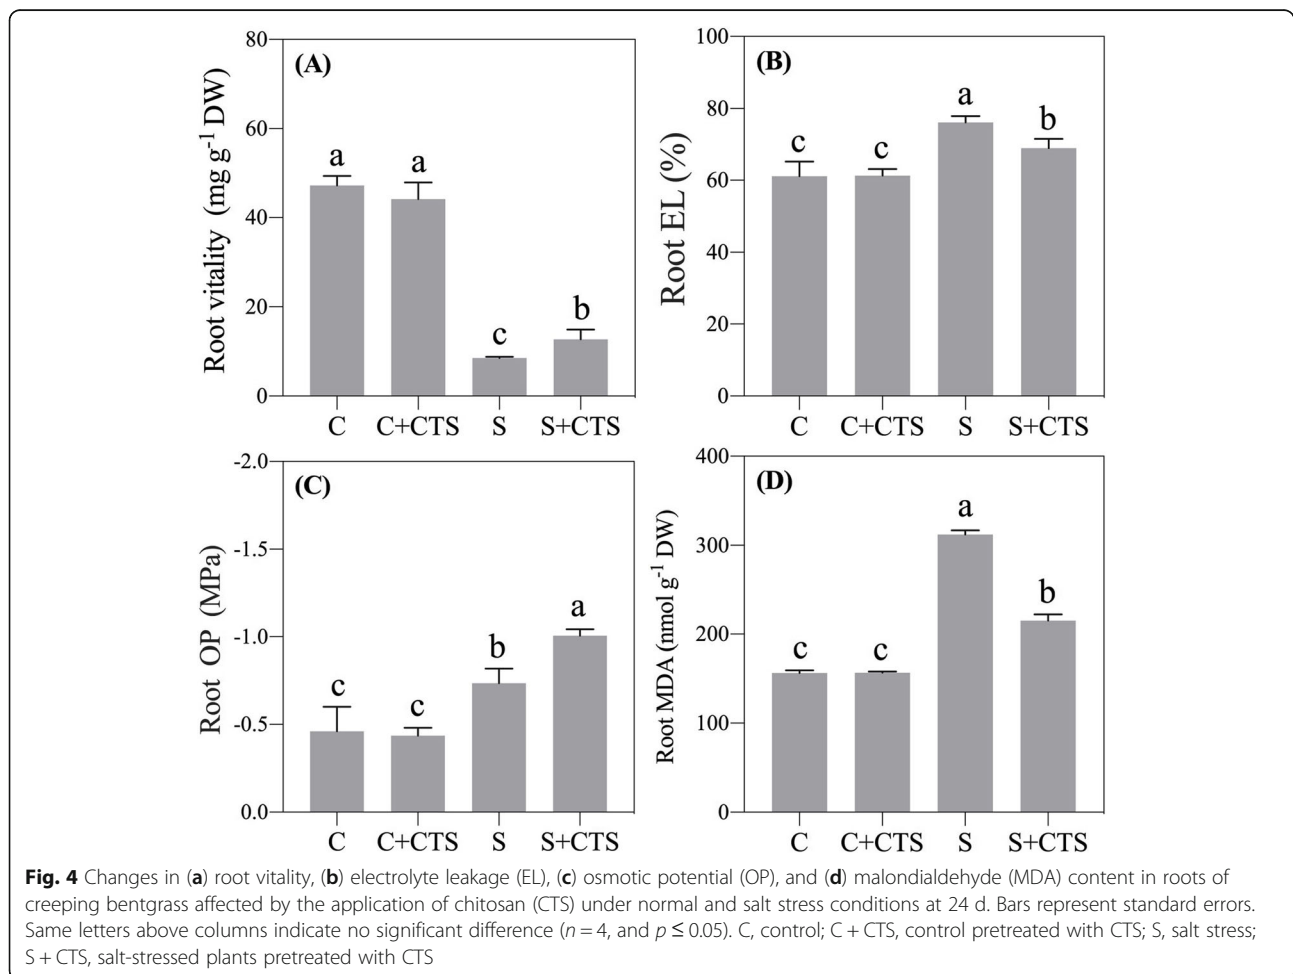 (A)
Root vitality (mg g-1 DW)
80
60
40
20
0
a
a
c
b
C
C+CTS
S
S+CTS
(B)
Root EL (%)
100
80
60
40
20
0
c
c
a
b
C
C+CTS
S
S+CTS
(C)
Root OP (MPa)
-2.0
-1.5
-1.0
-0.5
0.0
c
c
b
a
C
C+CTS
S
S+CTS
(D)
Root MDA (nmol g-1 DW)
400
300
200
100
0
c
c
a
b
C
C+CTS
S
S+CTS
Fig. 4 Changes in (a) root vitality, (b) electrolyte leakage (EL), (c) osmotic potential (OP), and (d) malondialdehyde (MDA) content in roots of
creeping bentgrass affected by the application of chitosan (CTS) under normal and salt stress conditions at 24 d. Bars represent standard errors.
Same letters above columns indicate no significant difference (n = 4, and p ≤ 0.05). C, control; C + CTS, control pretreated with CTS; S, salt stress;
S + CTS, salt-stressed plants pretreated with CTS